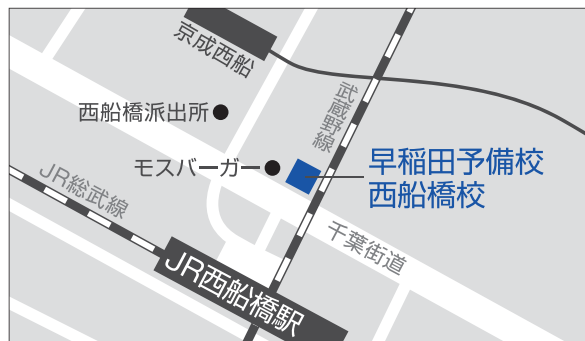 京成西船
西船橋派出所
武蔵野線
モスバーガー
早稲田予備校
西船橋校
JR総武線
千葉街道
JR西船橋駅